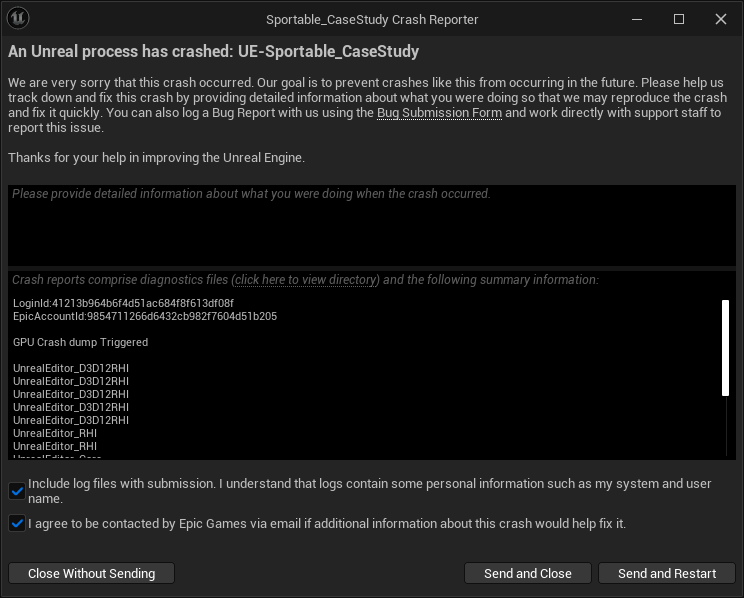 Sportable_CaseStudy Crash Reporter
An Unreal process has crashed: UE-Sportable_CaseStudy
We are very sorry that this crash occurred. Our goal is to prevent crashes like this from occurring in the future. Please help us
track down and fix this crash by providing detailed information about what you were doing so that we may reproduce the crash
and fix it quickly. You can also log a Bug Report with us using the Bug Submission Form and work directly with support staff to
report this issue.
Thanks for your help in improving the Unreal Engine.
Please provide detailed information about what you were doing when the crash occurred.
Crash reports comprise diagnostics files (click here to view directory) and the following summary information:
LoginId:41213b964b6f4d51ac684f8f613df08f
EpicAccountId:9854711266d6432cb982f7604d51b205
GPU Crash dump Triggered
UnrealEditor_D3D12RHI
UnrealEditor_D3D12RHI
UnrealEditor_D3D12RHI
UnrealEditor_D3D12RHI
UnrealEditor_D3D12RHI
UnrealEditor_RHI
UnrealEditor_RHI
Include log files with submission. I understand that logs contain some personal information such as my system and user
name.
I agree to be contacted by Epic Games via email if additional information about this crash would help fix it.
Close Without Sending
Send and Close
Send and Restart